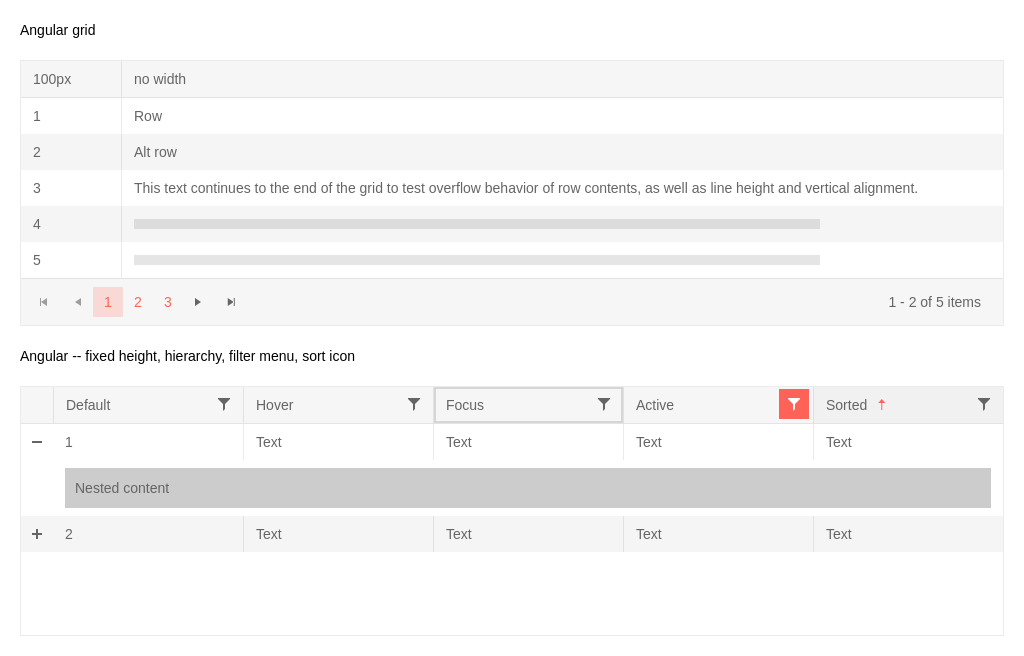 Angular grid
100px no width
1 Row
2 Alt row
3 This text continues to the end of the grid to test overflow behavior of row contents, as well as line height and vertical alignment.
4
5
1 2 3 1 - 2 of 5 items
Angular -- fixed height, hierarchy, filter menu, sort icon
Default Hover Focus Active Sorted
1 Text Text Text Text
Nested content
2 Text Text Text Text